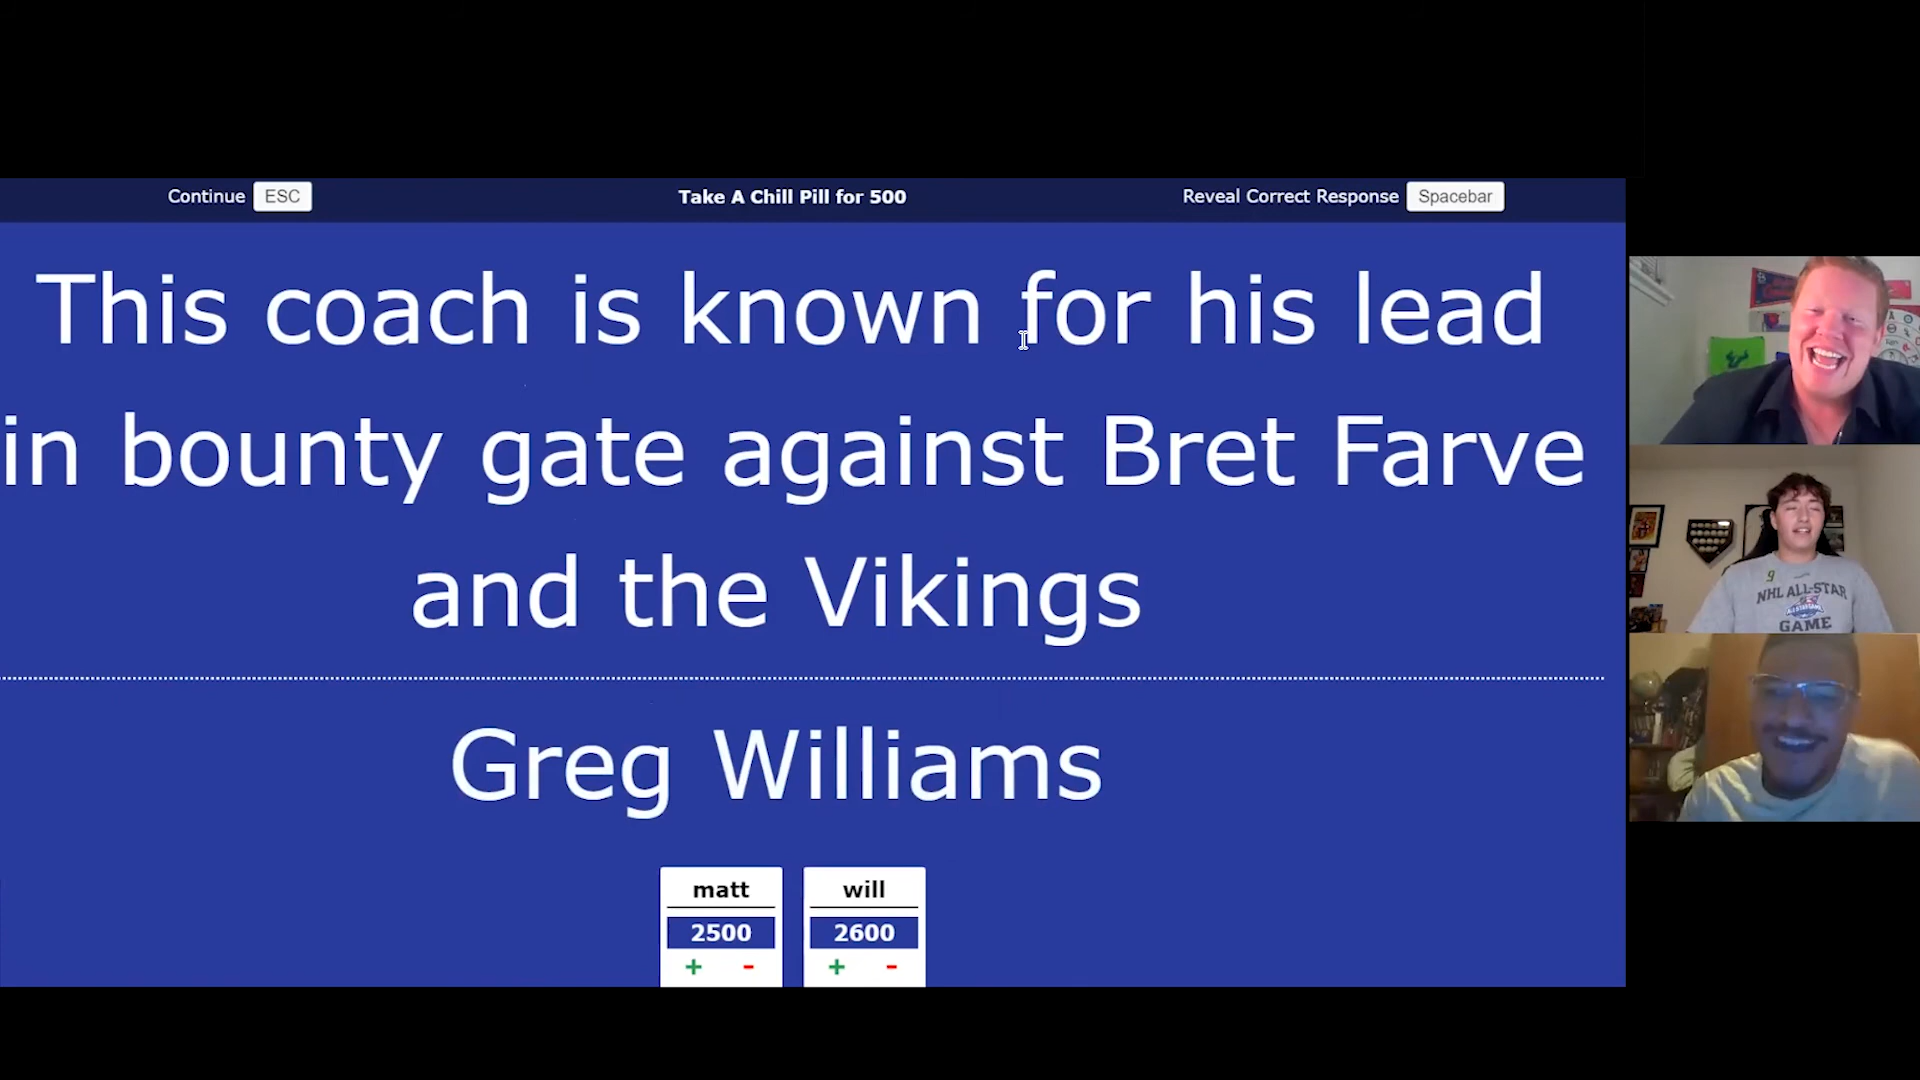 Continue ESC
Take A Chill Pill for 500
Reveal Correct Response Spacebar
This coach is known for his lead
in bounty gate against Bret Farve
and the Vikings
Greg Williams
matt will
2500 2600
+ - + -
9
NHL ALL-STAR
GAME